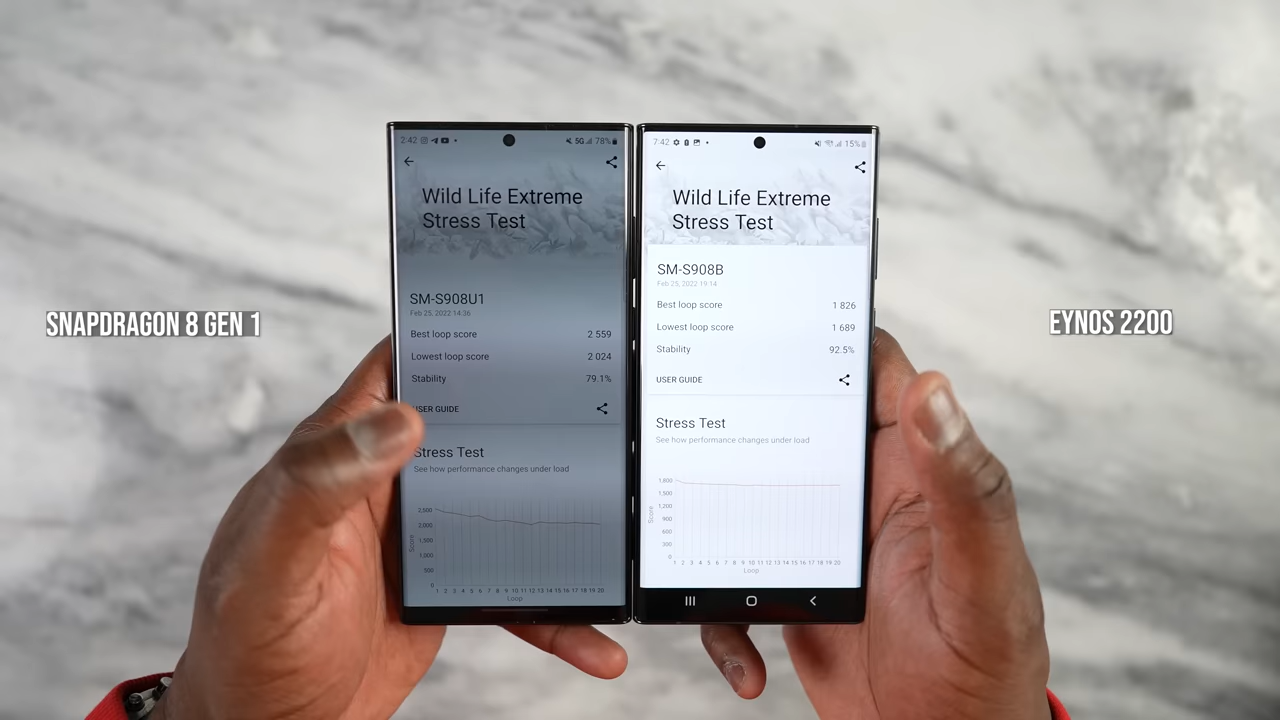 SNAPDRAGON 8 GEN 1
2:42
5G
78%
Wild Life Extreme
Stress Test
SM-S908U1
Feb 25, 2022 14:36
Best loop score 2 559
Lowest loop score 2 024
Stability 79.1%
USER GUIDE
Stress Test
See how performance changes under load
Score
2,500
2,000
1,500
1,000
500
0
1 2 3 4 5 6 7 8 9 10 11 12 13 14 15 16 17 18 19 20
Loop
7:42
15%
Wild Life Extreme
Stress Test
SM-S908B
Feb 25, 2022 19:14
Best loop score 1 826
Lowest loop score 1 689
Stability 92.5%
USER GUIDE
Stress Test
See how performance changes under load
Score
1,800
1,500
1,200
900
600
300
0
1 2 3 4 5 6 7 8 9 10 11 12 13 14 15 16 17 18 19 20
Loop
EYNOS 2200